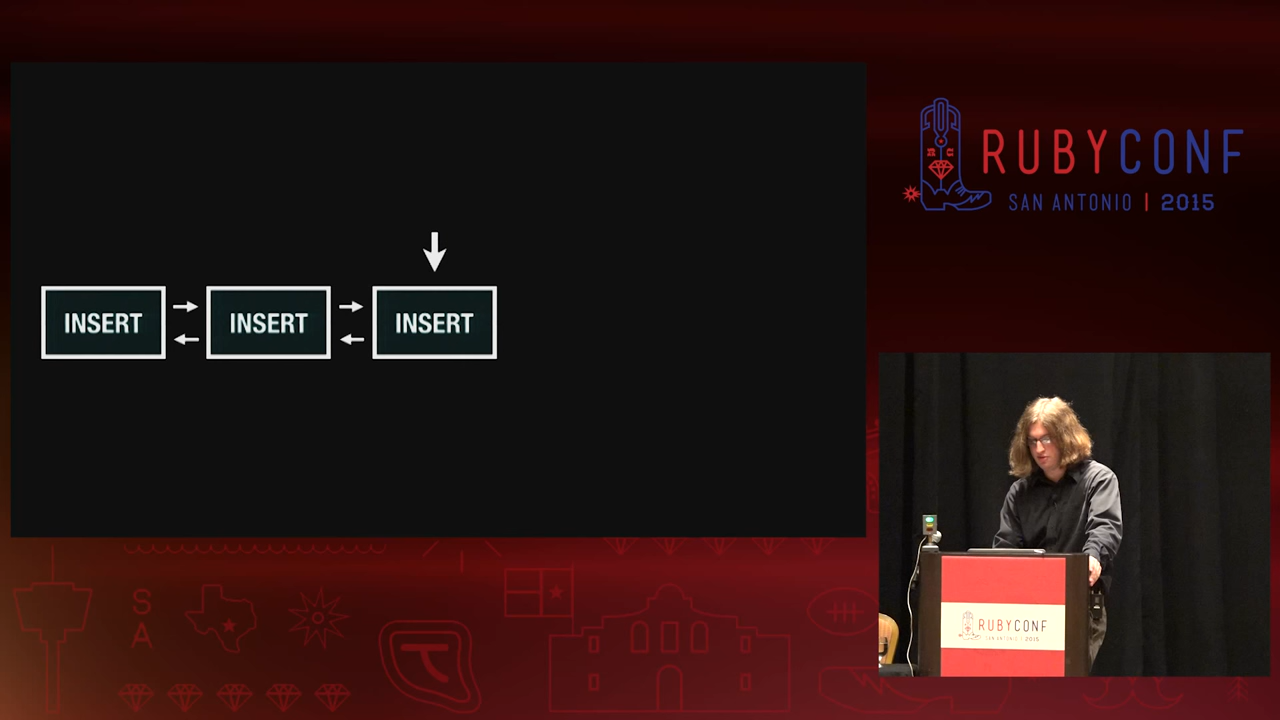 INSERT INSERT INSERT
RUBYCONF
SAN ANTONIO | 2015
RUBYCONF
SAN ANTONIO | 2015
S
A